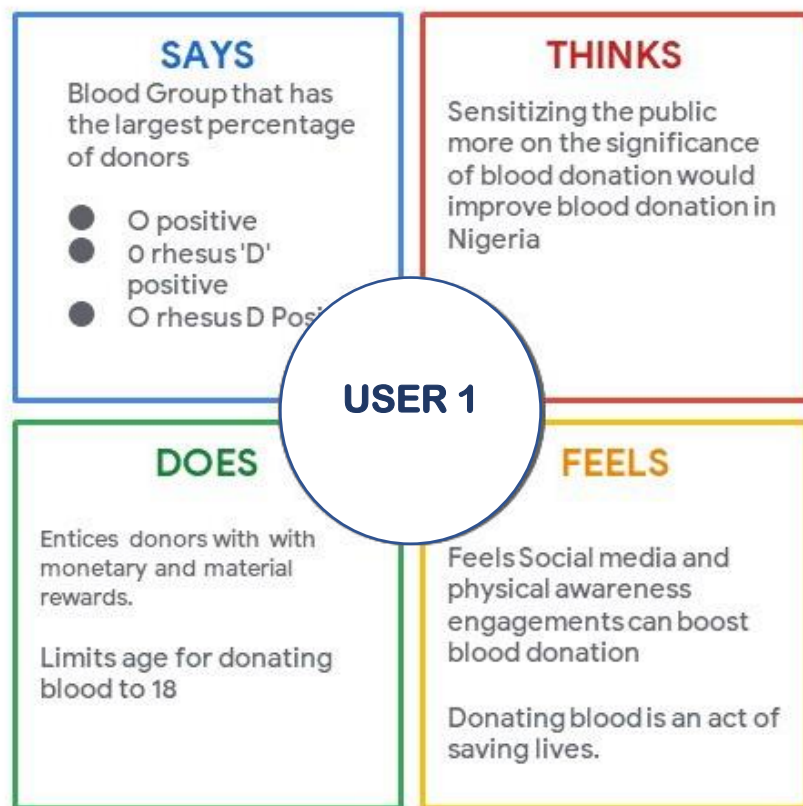 SAYS
Blood Group that has
the largest percentage
of donors
● O positive
● 0 rhesus 'D'
positive
● O rhesus D Posi
THINKS
Sensitizing the public
more on the significance
of blood donation would
improve blood donation in
Nigeria
USER 1
DOES
Entices donors with with
monetary and material
rewards.
Limits age for donating
blood to 18
FEELS
Feels Social media and
physical awareness
engagements can boost
blood donation
Donating blood is an act of
saving lives.